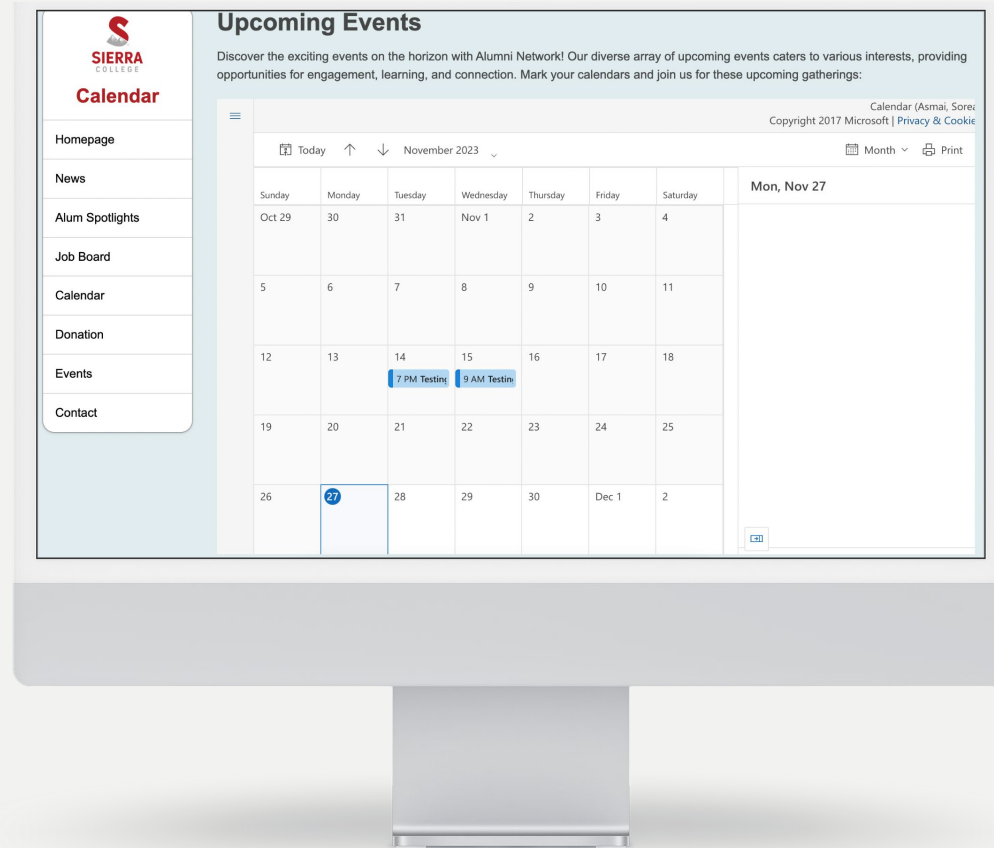 SIERRA
COLLEGE
Calendar
Homepage
News
Alum Spotlights
Job Board
Calendar
Donation
Events
Contact
Upcoming Events
Discover the exciting events on the horizon with Alumni Network! Our diverse array of upcoming events caters to various interests, providing
opportunities for engagement, learning, and connection. Mark your calendars and join us for these upcoming gatherings:
Calendar (Asmai, Sorea
Copyright 2017 Microsoft | Privacy & Cookie
Today November 2023 Month Print
Sunday Monday Tuesday Wednesday Thursday Friday Saturday
Mon, Nov 27
Oct 29 30 31 Nov 1 2 3 4
5 6 7 8 9 10 11
12 13 14 15 16 17 18
7 PM Testing 9 AM Testin
19 20 21 22 23 24 25
26 27 28 29 30 Dec 1 2